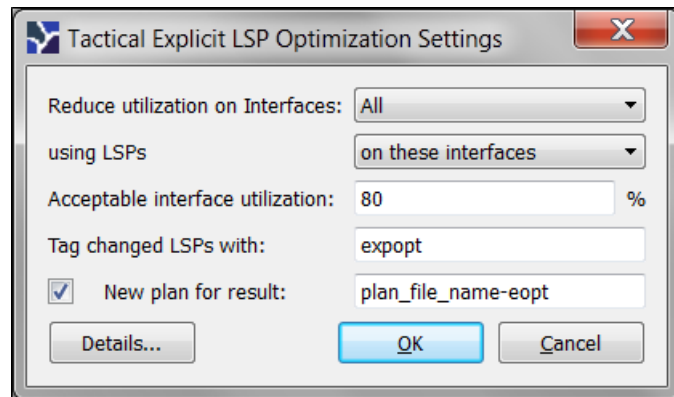 Tactical Explicit LSP Optimization Settings
Reduce utilization on Interfaces: All
using LSPs on these interfaces
Acceptable interface utilization: 80 %
Tag changed LSPs with: expopt
New plan for result: plan_file_name-eopt
Details... OK Cancel